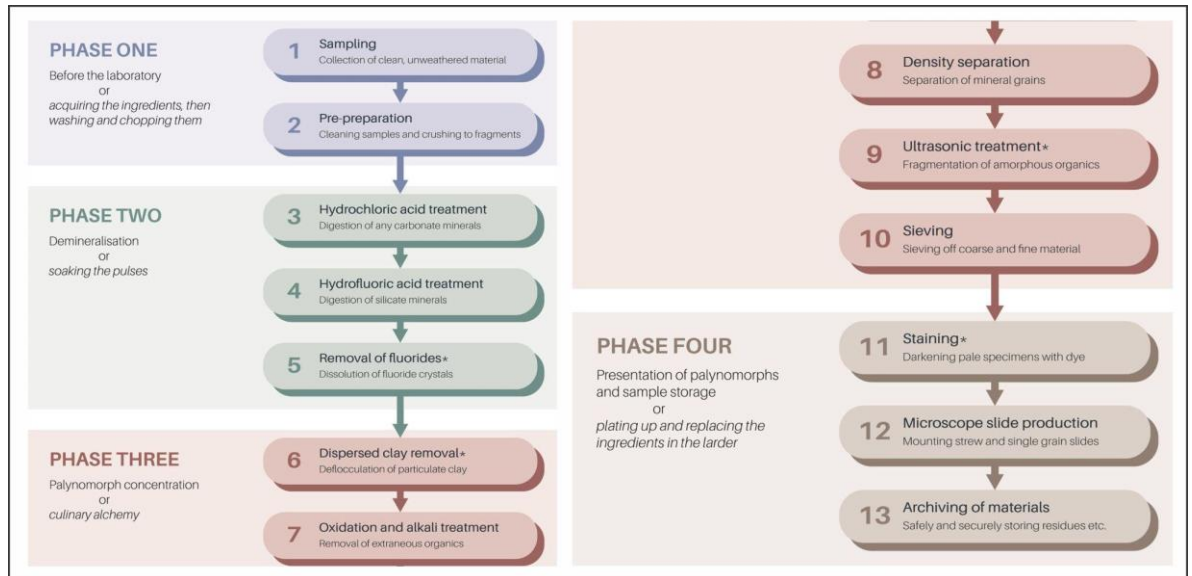 PHASE ONE
Before the laboratory
or
acquiring the ingredients, then
washing and chopping them
1 Sampling
Collection of clean, unweathered material
2 Pre-preparation
Cleaning samples and crushing to fragments
PHASE TWO
Demineralisation
or
soaking the pulses
3 Hydrochloric acid treatment
Digestion of any carbonate minerals
4 Hydrofluoric acid treatment
Digestion of silicate minerals
5 Removal of fluorides*
Dissolution of fluoride crystals
PHASE THREE
Palynomorph concentration
or
culinary alchemy
6 Dispersed clay removal*
Deflocculation of particulate clay
7 Oxidation and alkali treatment
Removal of extraneous organics
8 Density separation
Separation of mineral grains
9 Ultrasonic treatment*
Fragmentation of amorphous organics
10 Sieving
Sieving off coarse and fine material
PHASE FOUR
Presentation of palynomorphs
and sample storage
or
plating up and replacing the
ingredients in the larder
11 Staining*
Darkening pale specimens with dye
12 Microscope slide production
Mounting strew and single grain slides
13 Archiving of materials
Safely and securely storing residues etc.